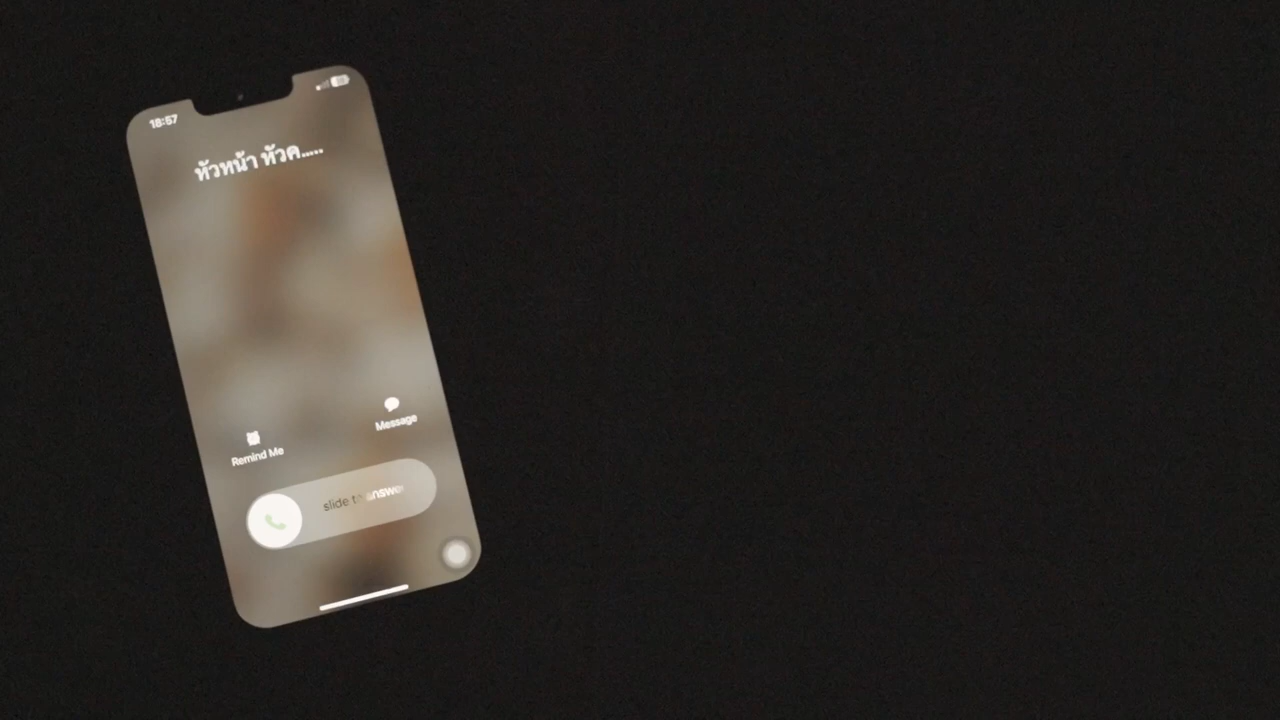 18:57
หัวหน้า หัวค.....
Remind Me
Message
slide to answer